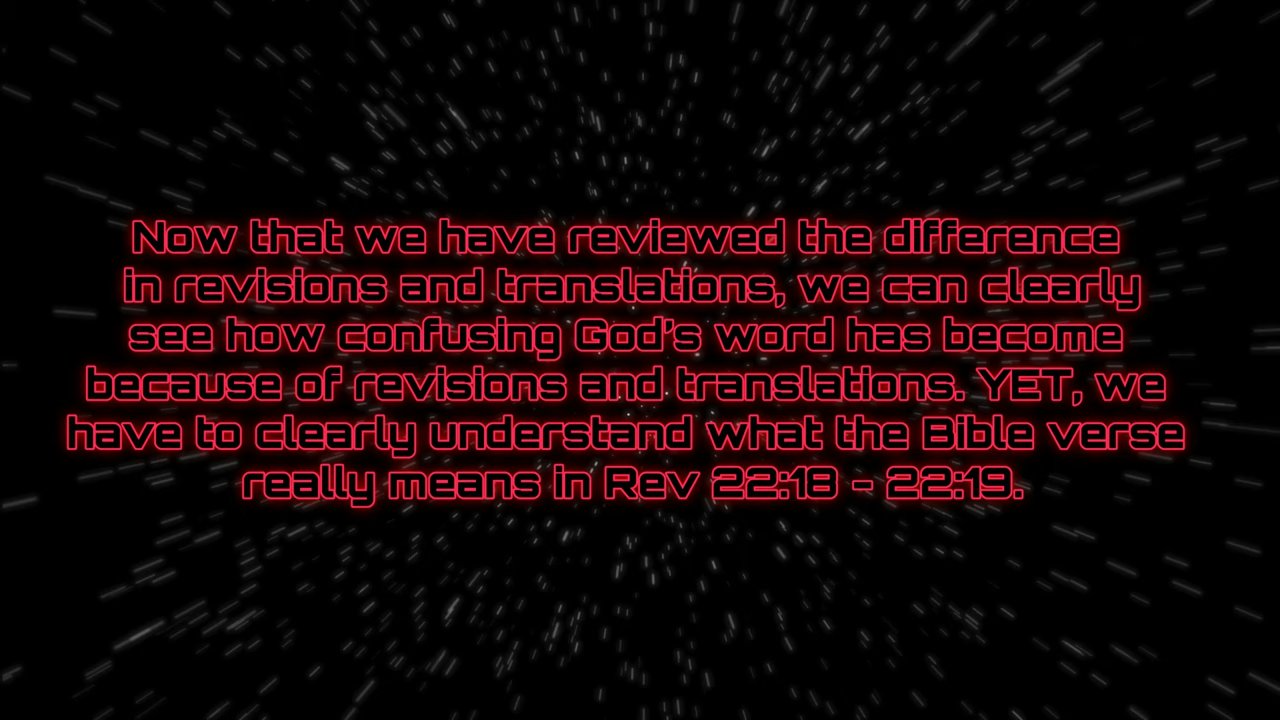 Now that we have reviewed the difference
in revisions and translations, we can clearly
see how confusing God's word has become
because of revisions and translations. YET, we
have to clearly understand what the Bible verse
really means in Rev 22:18 - 22:19.